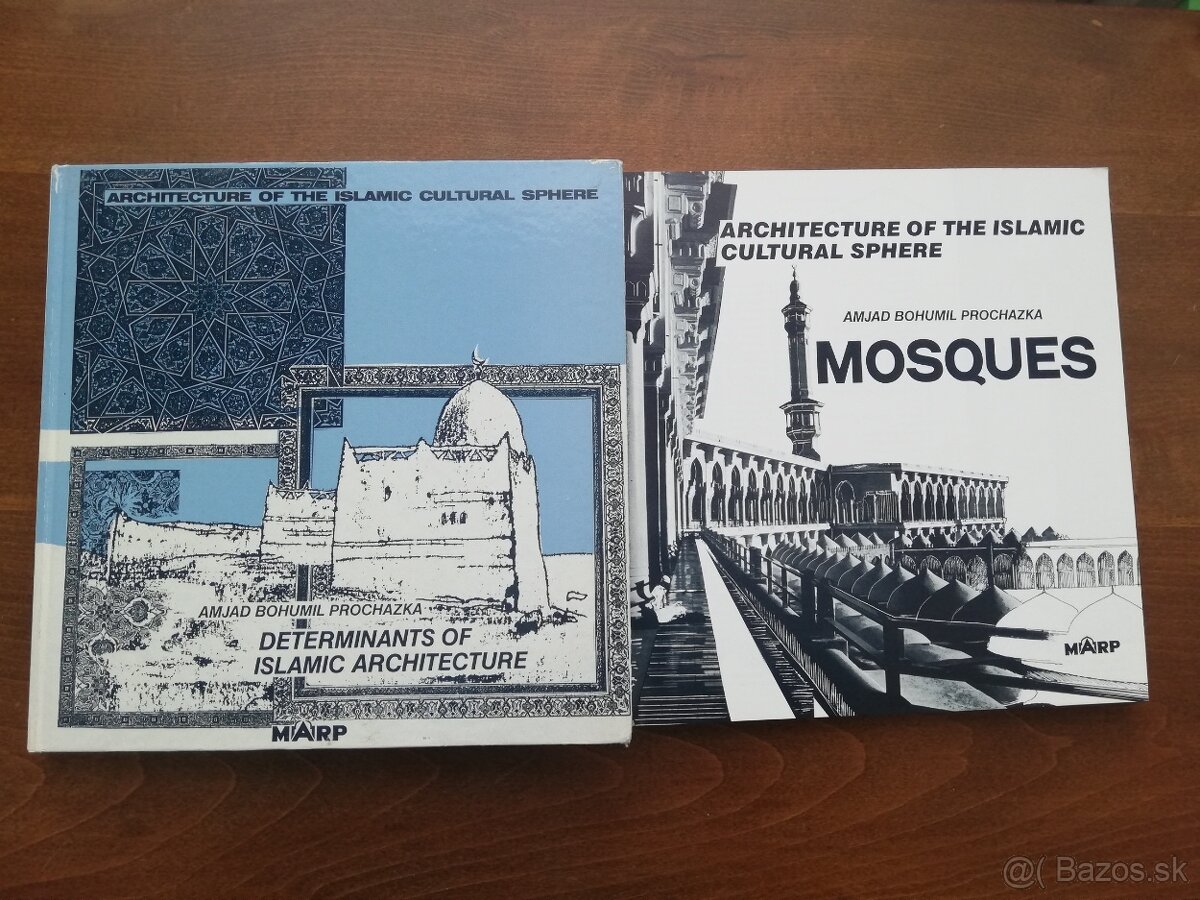 ARCHITECTURE OF THE ISLAMIC CULTURAL SPHERE
AMJAD BOHUMIL PROCHAZKA
DETERMINANTS OF
ISLAMIC ARCHITECTURE
MARP
ARCHITECTURE OF THE ISLAMIC
CULTURAL SPHERE
AMJAD BOHUMIL PROCHAZKA
MOSQUES
MARP
@( Bazos.sk